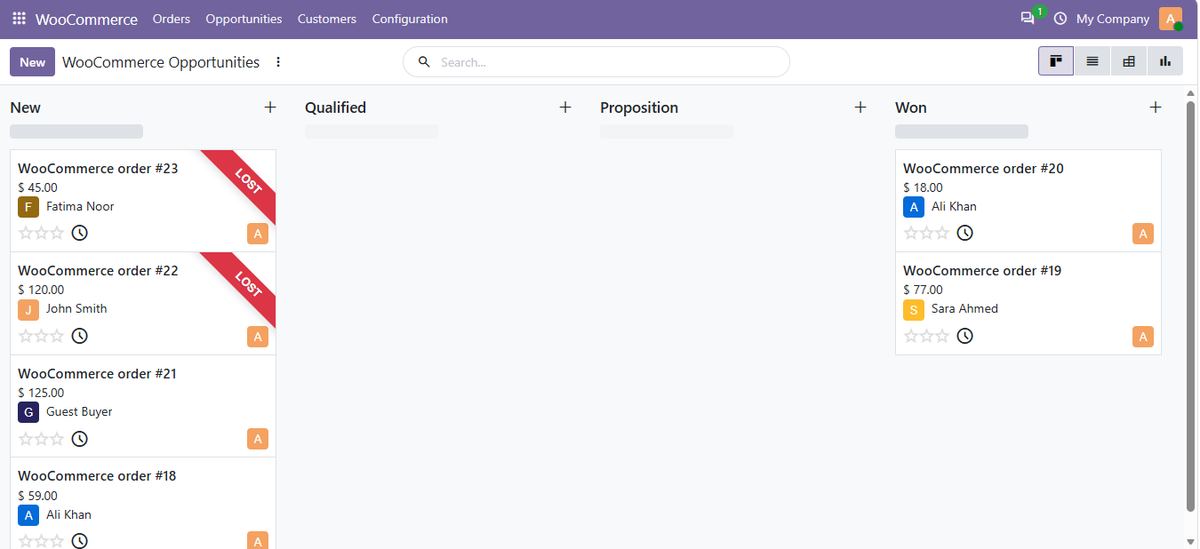 WooCommerce Orders Opportunities Customers Configuration 1 My Company A
New WooCommerce Opportunities Search...
New Qualified Proposition Won
WooCommerce order #23
$ 45.00
F Fatima Noor
A
LOST
WooCommerce order #22
$ 120.00
J John Smith
A
LOST
WooCommerce order #21
$ 125.00
G Guest Buyer
A
WooCommerce order #18
$ 59.00
A Ali Khan
A
WooCommerce order #20
$ 18.00
A Ali Khan
A
WooCommerce order #19
$ 77.00
S Sara Ahmed
A